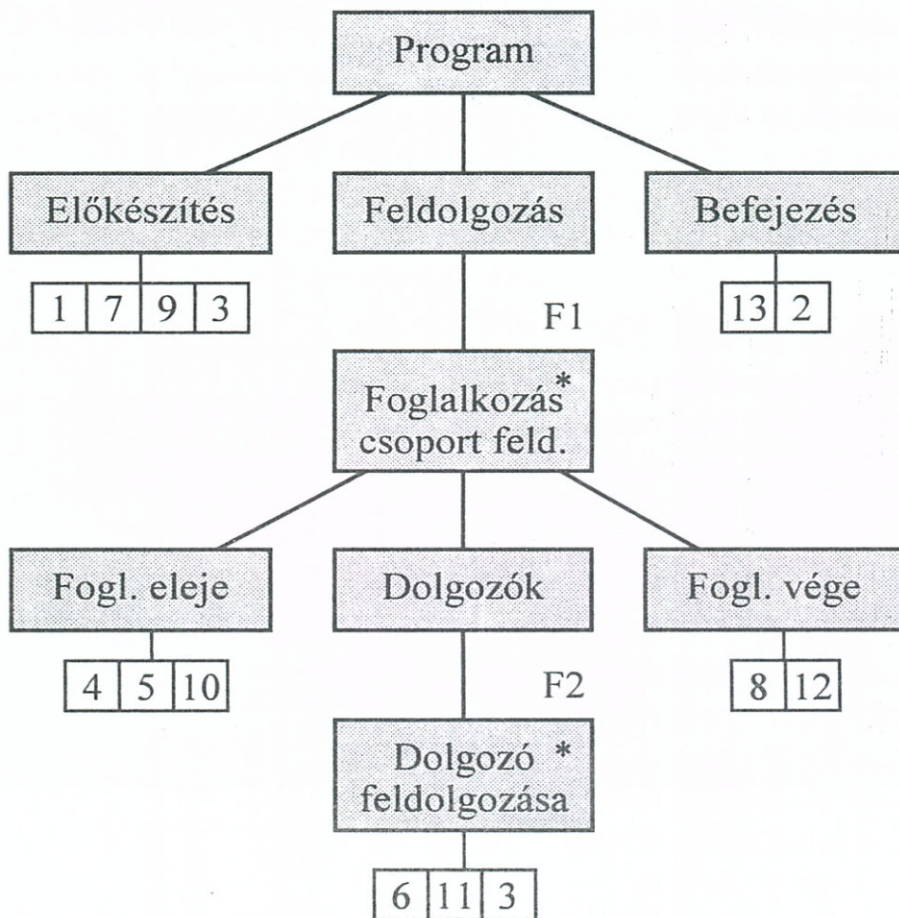 Program
Előkészítés Feldolgozás Befejezés
1 7 9 3 13 2
F1
Foglalkozás*
csoport feld.
Fogl. eleje Dolgozók Fogl. vége
4 5 10 8 12
F2
Dolgozó *
feldolgozása
6 11 3